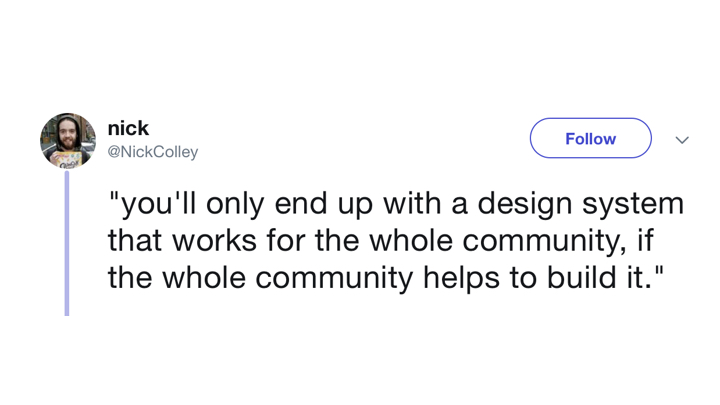 nick
@NickColley
Follow
"you'll only end up with a design system
that works for the whole community, if
the whole community helps to build it."